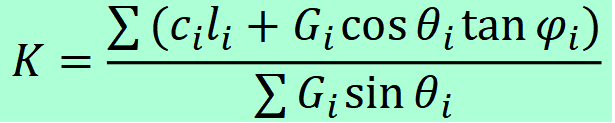 K = ∑ (cᵢlᵢ + Gᵢ cos θᵢ tan φᵢ) / ∑ Gᵢ sin θᵢ